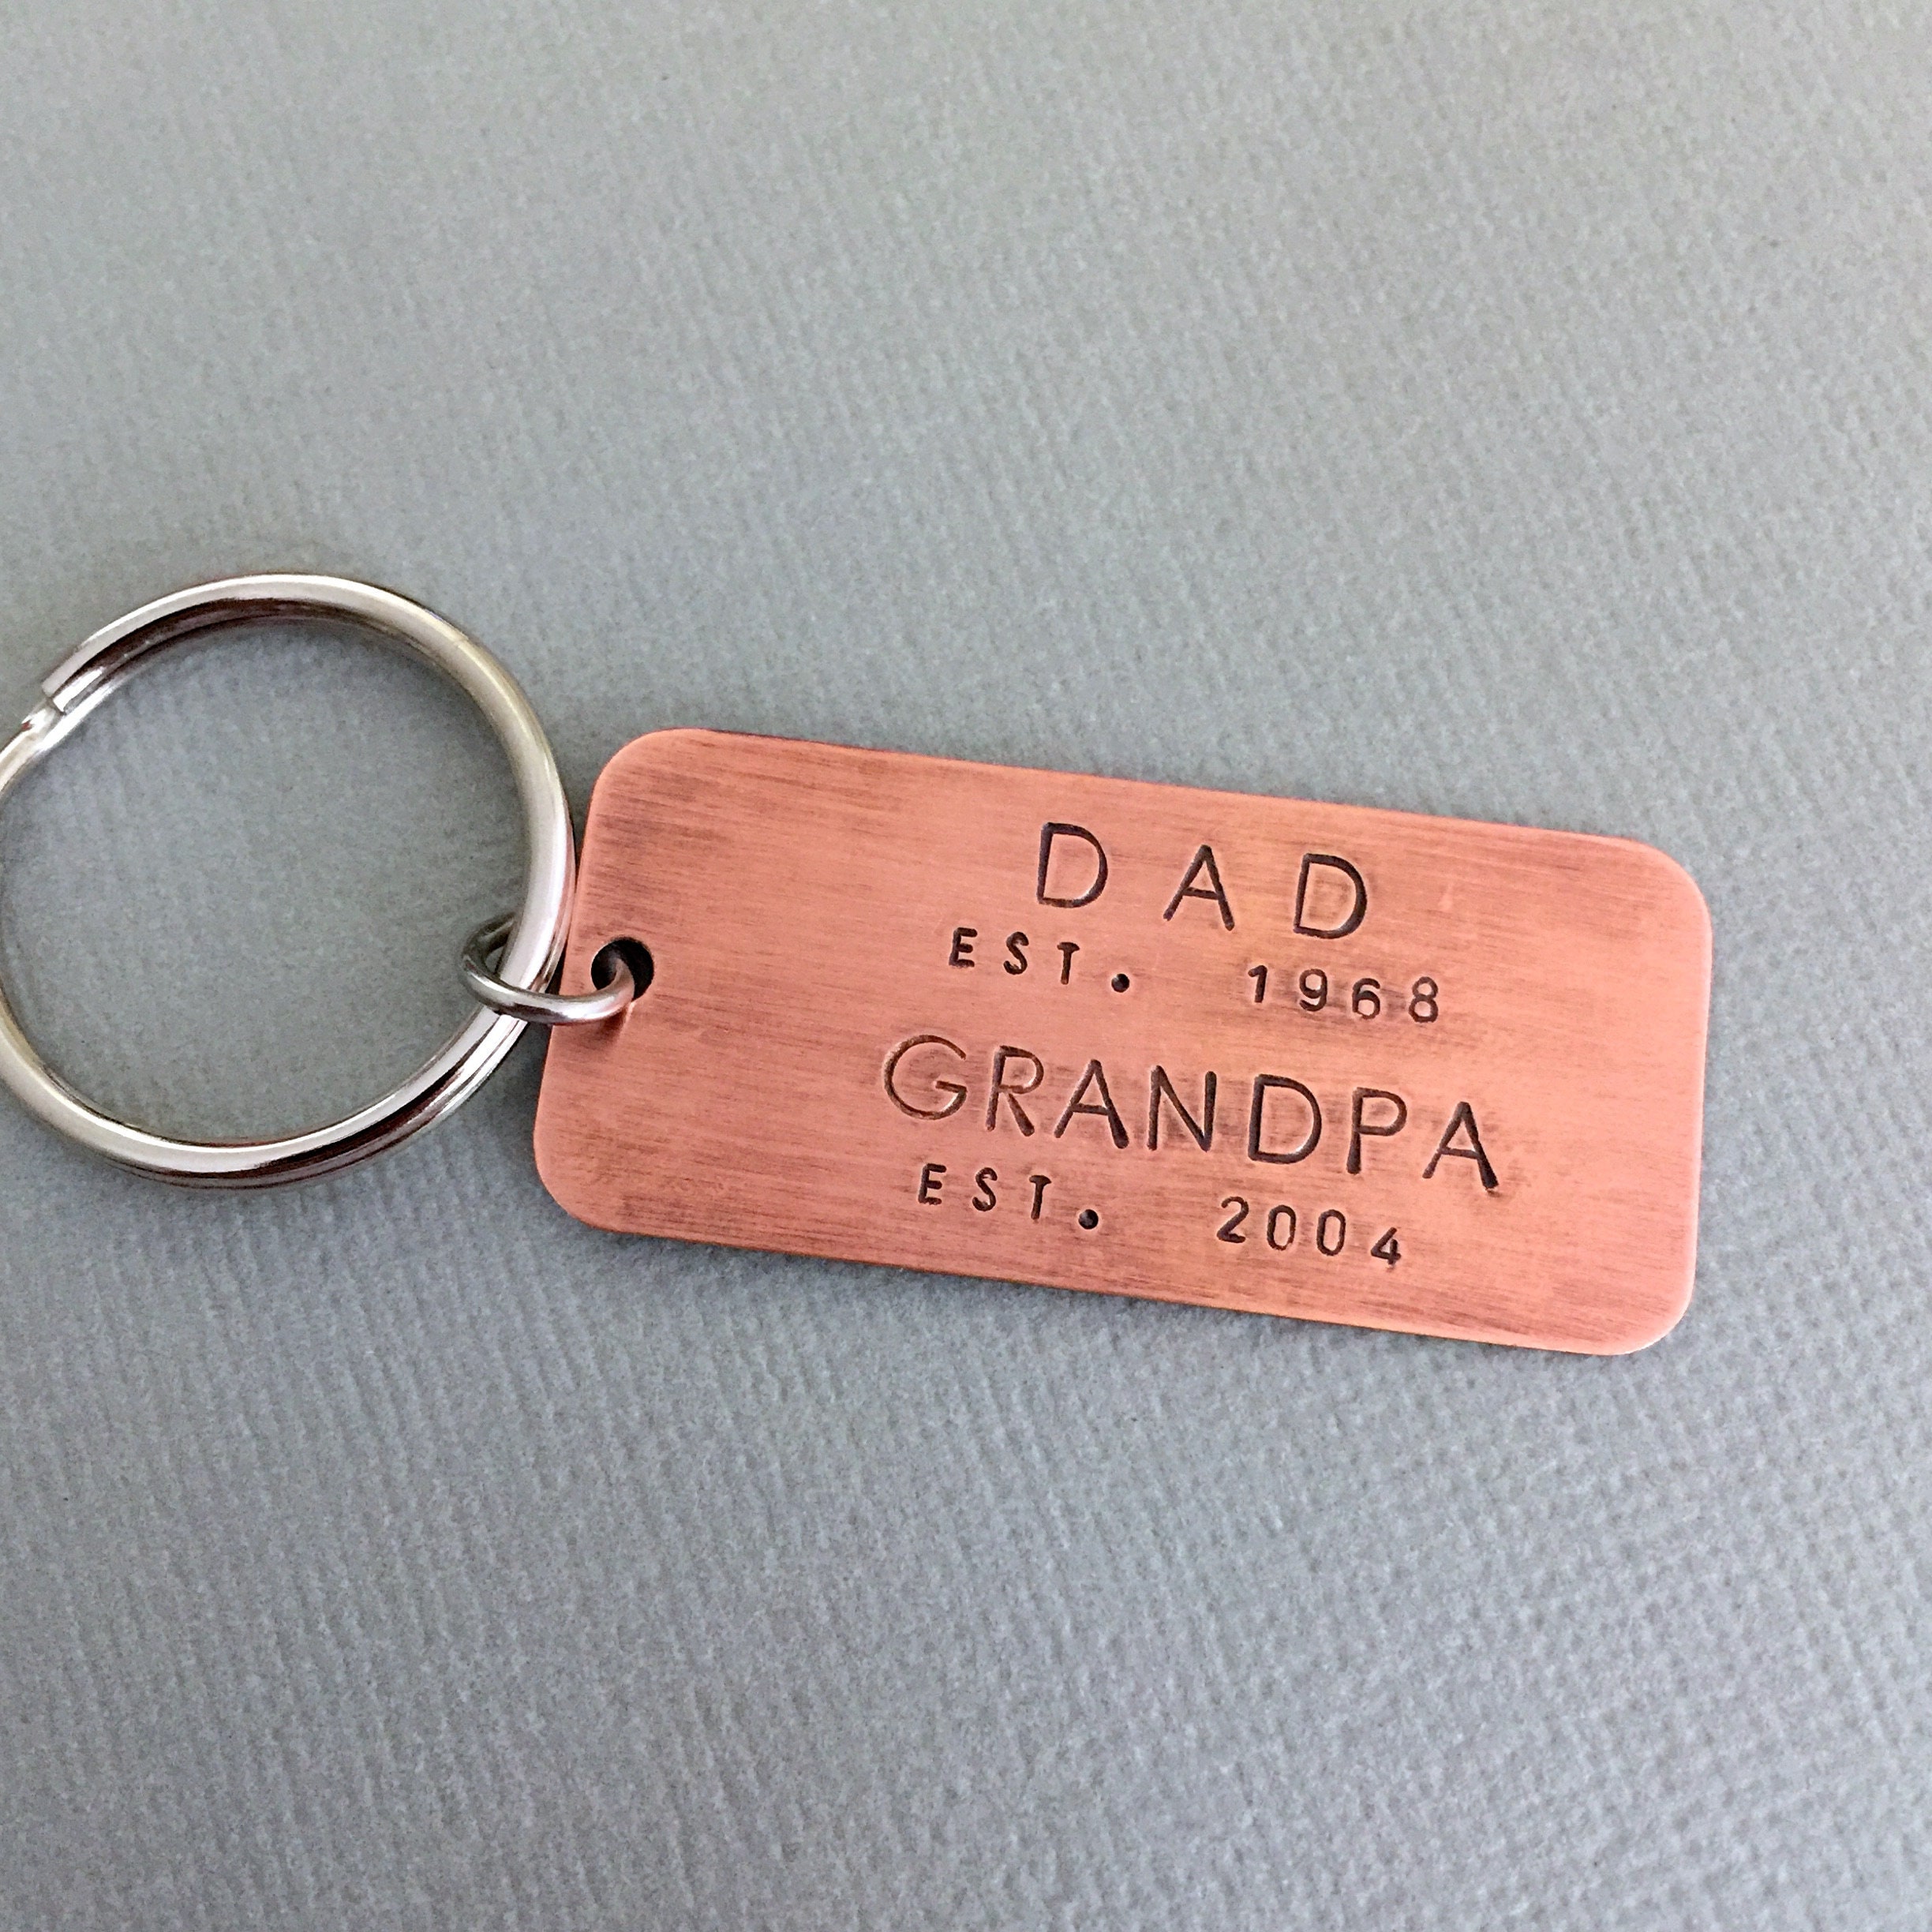 DAD
EST. 1968
GRANDPA
EST. 2004